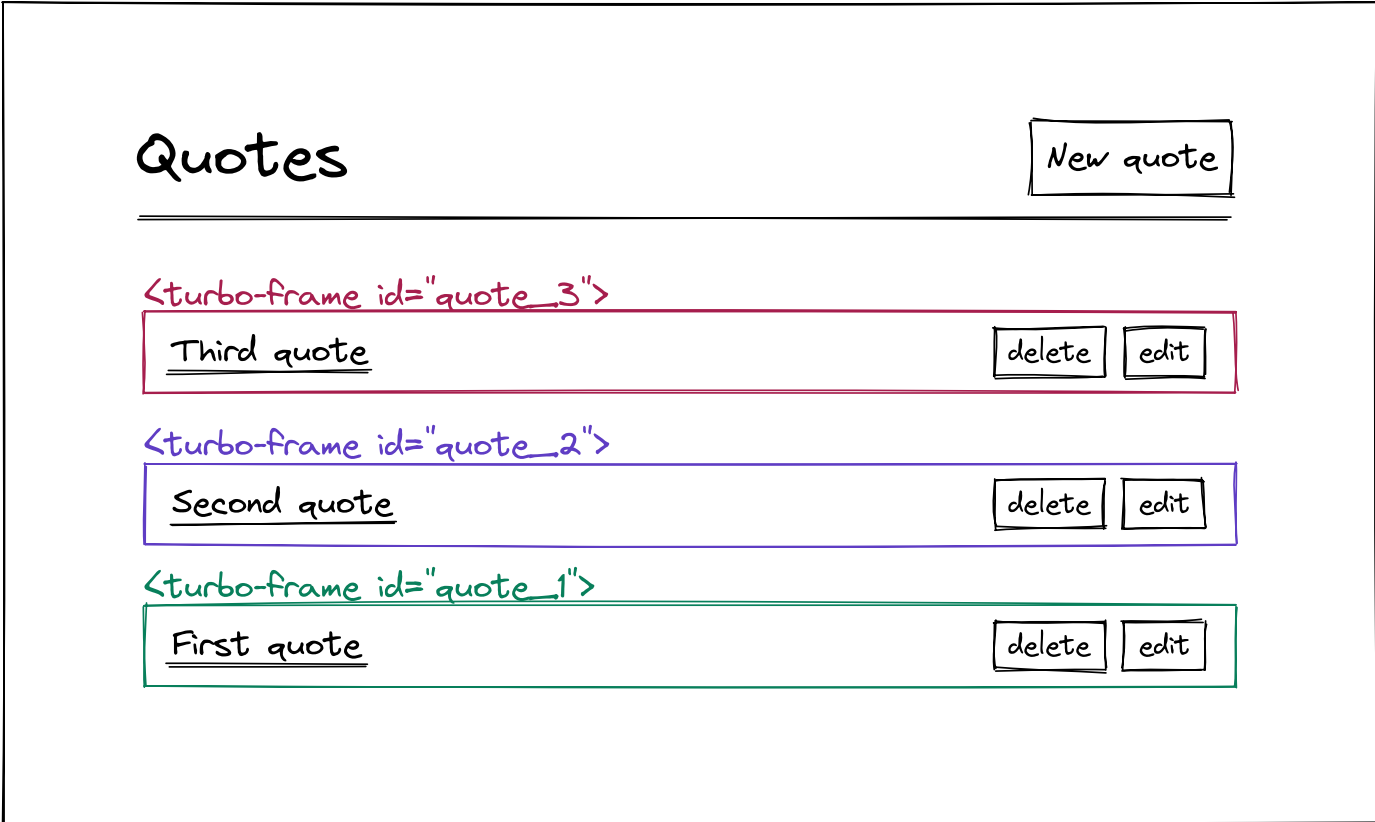 Quotes
New quote
<turbo-frame id="quote_3">
Third quote
delete
edit
<turbo-frame id="quote_2">
Second quote
delete
edit
<turbo-frame id="quote_1">
First quote
delete
edit